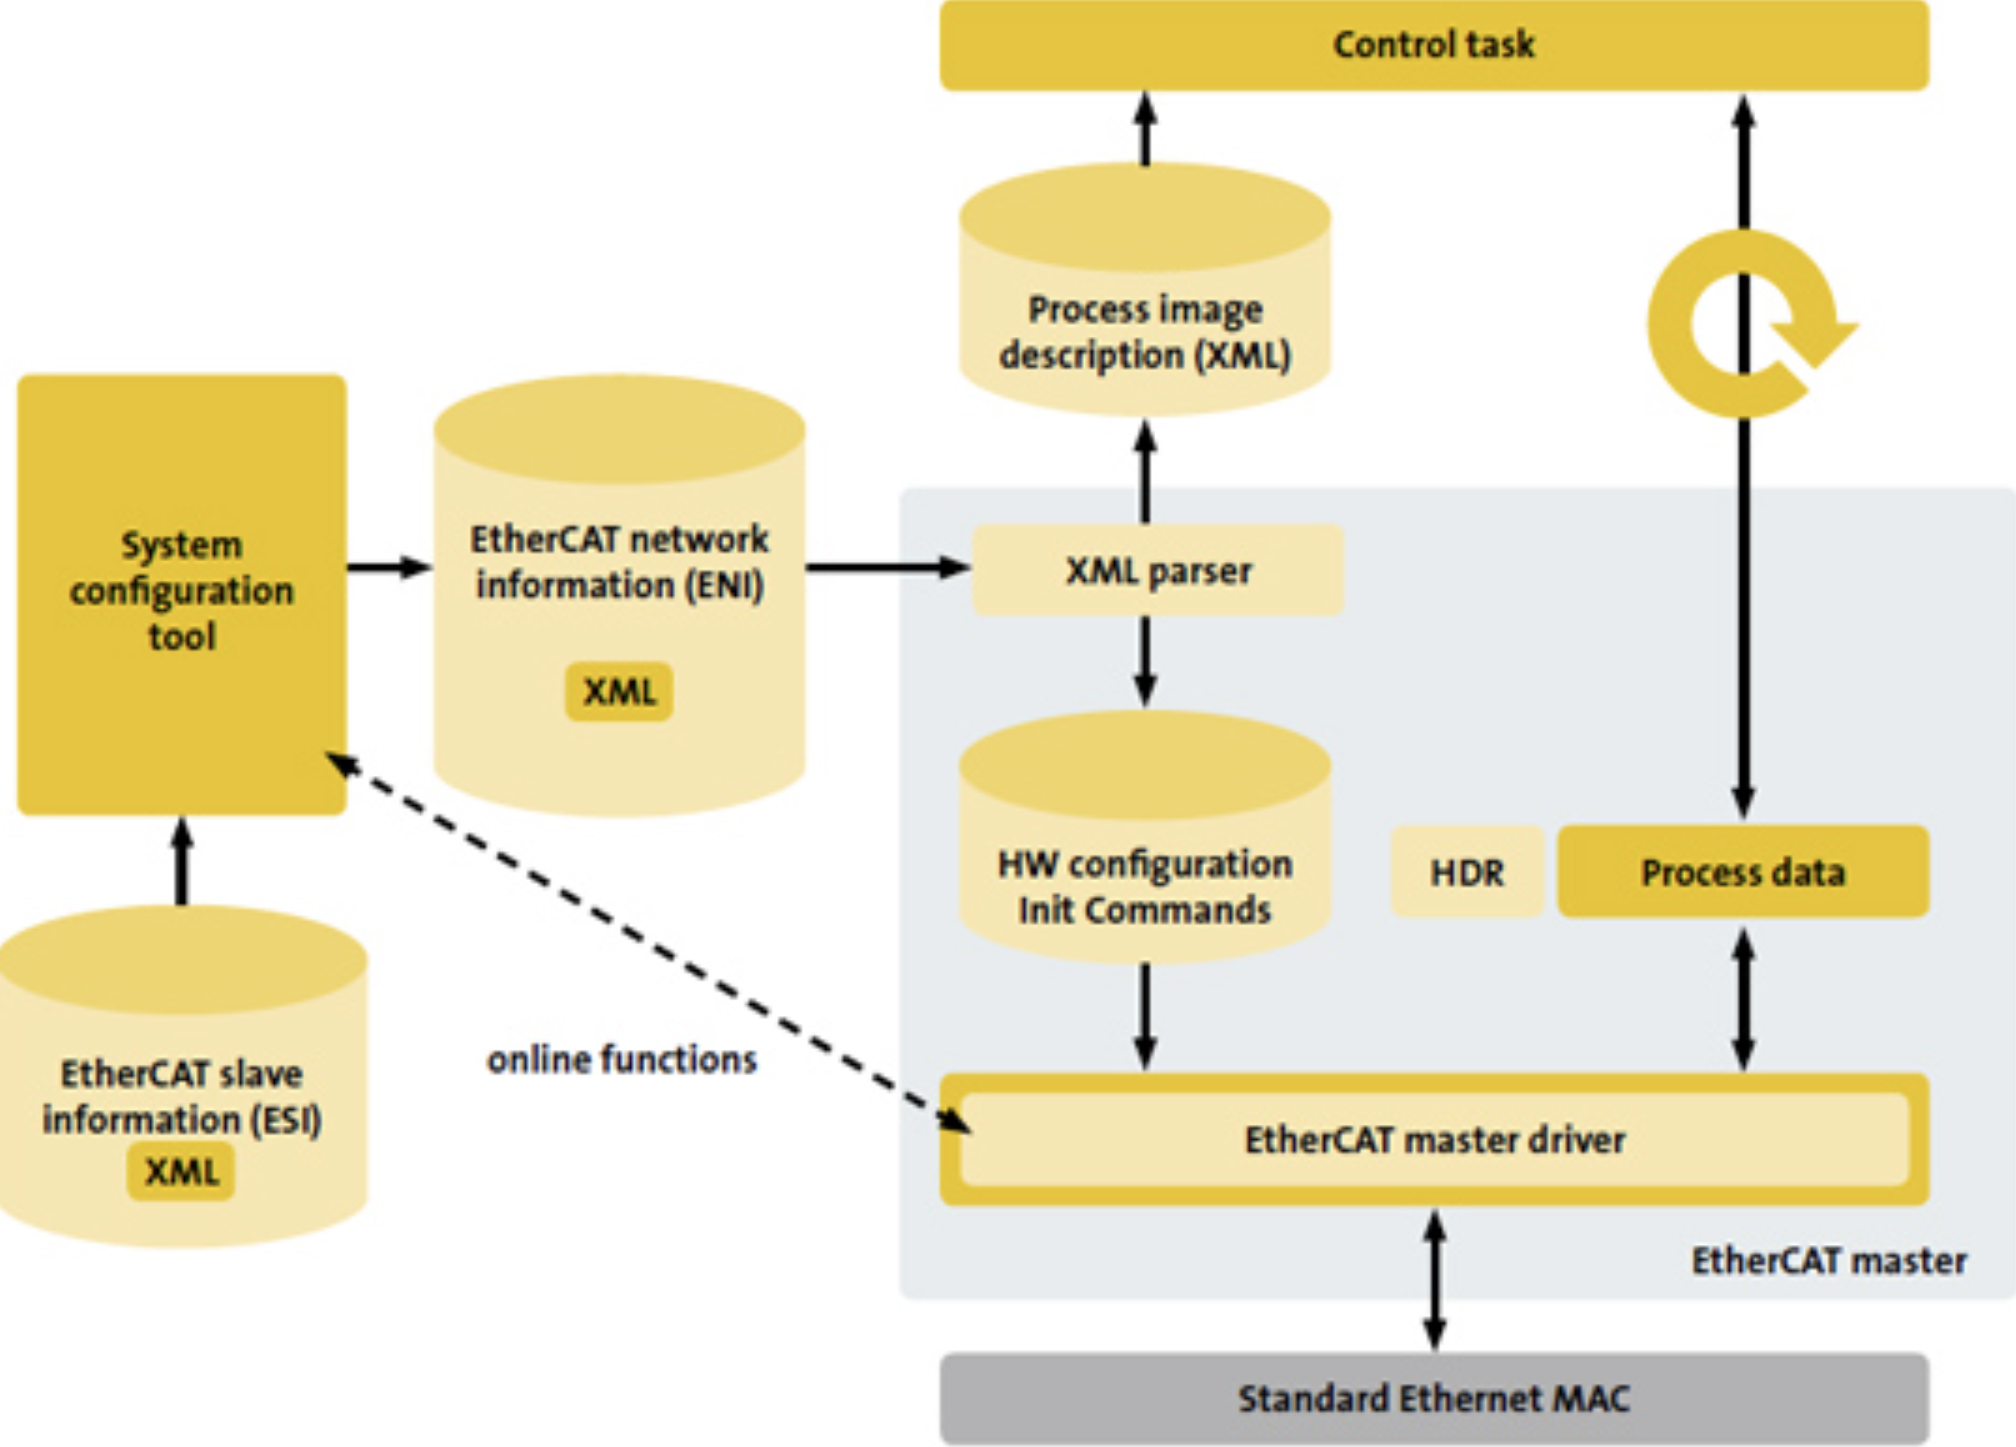 Control task
Process image
description (XML)
System
configuration
tool
EtherCAT network
information (ENI)
XML
XML parser
HW configuration
Init Commands
HDR
Process data
EtherCAT slave
information (ESI)
XML
online functions
EtherCAT master driver
EtherCAT master
Standard Ethernet MAC